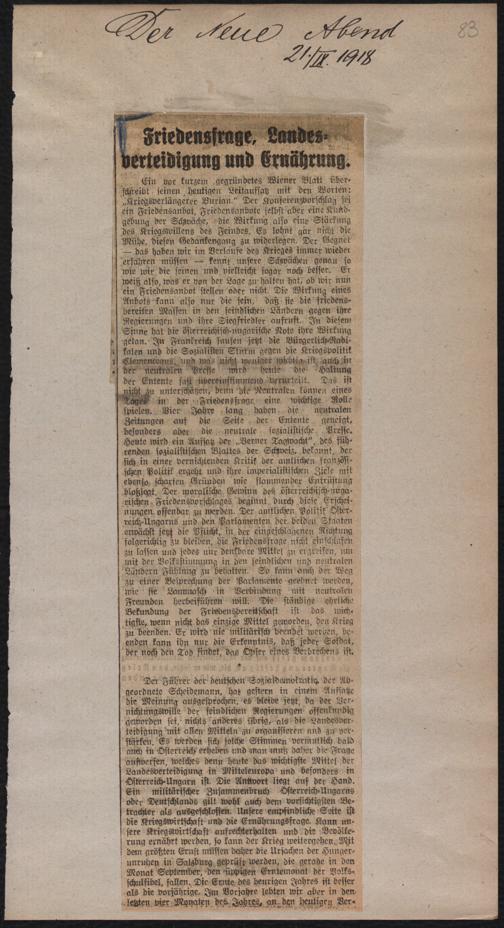 Der Neue Abend
83
21./IX. 1918
Friedensfrage, Landes-
verteidigung und Ernährung.
Ein vor kurzem gegründetes Wiener Blatt über-
schreibt seinen heutigen Leitaufsatz mit den Worten:
„Kriegsverlängerer Burian.“ Der Konferenzvorschlag sei
ein Friedensanbot, Friedensanbote selbst aber eine Kund-
gebung der Schwäche, die Wirkung also eine Stärkung
des Kriegswillens des Feindes. Es lohnt gar nicht die
Mühe, diesen Gedankengang zu widerlegen. Der Gegner
— das haben wir im Verlaufe des Krieges immer wieder
erfahren müssen — kennt unsere Schwächen genau so
wie wir die seinen und vielleicht sogar noch besser. Er
weiß also, was er von der Lage zu halten hat, ob wir nun
ein Friedensanbot stellen oder nicht. Die Wirkung eines
Anbots kann also nur die sein, daß sie die friedens-
bereiten Massen in den feindlichen Ländern gegen ihre
Regierungen und ihre Siegfriedler aufruft. In diesem
Sinne hat die österreichisch-ungarische Note ihre Wirkung
getan. In Frankreich laufen jetzt die Bürgerlich-Radi-
kalen und die Sozialisten Sturm gegen die Kriegspolitik
Clemenceaus, und was nicht weniger wichtig ist, auch in
der neutralen Presse wird heute die Haltung
der Entente fast übereinstimmend verurteilt. Das ist
nicht zu unterschätzen, denn die Neutralen können eines
Tages in der Friedensfrage eine wichtige Rolle
spielen. Vier Jahre lang haben die neutralen
Zeitungen auf die Seite der Entente geneigt,
besonders aber die neutrale sozialistische Presse.
Heute wird ein Aufsatz der „Berner Tagwacht“, des füh-
renden sozialistischen Blattes der Schweiz, bekannt, der
sich in einer vernichtenden Kritik der amtlichen französi-
schen Politik ergeht und ihre imperialistischen Ziele mit
ebenso scharfen Gründen wie flammender Entrüstung
bloßlegt. Der moralische Gewinn des österreichisch-unga-
rischen Friedensvorschlages beginnt durch diese Erschei-
nungen offenbar zu werden. Der amtlichen Politik Öster-
reich-Ungarns und den Parlamenten der beiden Staaten
erwächst jetzt die Pflicht, in der eingeschlagenen Richtung
folgerichtig zu bleiben, die Friedensfrage nicht einschlafen
zu lassen und jedes nur denkbare Mittel zu ergreifen, um
mit der Volksstimmung in den feindlichen und neutralen
Ländern Fühlung zu behalten. So kann auch der Weg
zu einer Besprechung der Parlamente geebnet werden,
wie sie Lammasch in Verbindung mit neutralen
Freunden herbeiführen will. Die ständige ehrliche
Bekundung der Friedensbereitschaft ist das wich-
tigste, wenn nicht das einzige Mittel geworden, den Krieg
zu beenden. Er wird nie militärisch beendet werden, be-
enden kann ihn nur die Erkenntnis, daß jeder Soldat,
der noch den Tod findet, das Opfer eines Verbrechens ist.
*
Der Führer der deutschen Sozialdemokratie, der Ab-
geordnete Scheidemann, hat gestern in einem Aufsatze
die Meinung ausgesprochen, es bleibe jetzt, da der Ver-
nichtungswille der feindlichen Regierungen offenkundig
geworden sei, nichts anderes übrig, als die Landesver-
teidigung mit allen Mitteln zu organisieren und zu ver-
stärken. Es werden sich solche Stimmen vermutlich bald
auch in Österreich erheben und man muß daher die Frage
aufwerfen, welches denn heute das wichtigste Mittel der
Landesverteidigung in Mitteleuropa und besonders in
Österreich-Ungarn ist. Die Antwort liegt auf der Hand.
Ein militärischer Zusammenbruch Österreich-Ungarns
oder Deutschlands gilt wohl auch dem vorsichtigsten Be-
trachter als ausgeschlossen. Unsere empfindliche Seite ist
die Kriegswirtschaft und die Ernährungsfrage. Kann un-
sere Kriegswirtschaft aufrechterhalten und die Bevölke-
rung ernährt werden, so kann der Krieg weitergehen. Mit
dem größten Ernst müssen daher die Ursachen der Hunger-
unruhen in Salzburg geprüft werden, die gerade in den
Monat September, den üppigen Erntemonat der Volks-
schulfibel, fallen. Die Ernte des heurigen Jahres ist besser
als die vorjährige. Im Vorjahre lebten wir aber in den
letzten vier Monaten des Jahres, an den heutigen Ver-